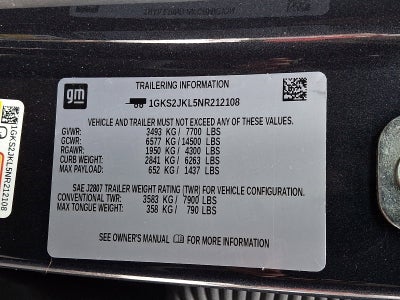 TRAILERING INFORMATION
gm
1GKS2JKL5NR212108
VEHICLE AND TRAILER MUST NOT EXCEED ANY OF THESE VALUES.
GVWR: 3493 KG / 7700 LBS
GCWR: 6577 KG / 14500 LBS
RGAWR: 1950 KG / 4300 LBS
CURB WEIGHT: 2841 KG / 6263 LBS
MAX PAYLOAD: 652 KG / 1437 LBS
SAE J2807 TRAILER WEIGHT RATING (TWR) FOR VEHICLE CONFIGURATION.
CONVENTIONAL TWR: 3583 KG / 7900 LBS
MAX TONGUE WEIGHT: 358 KG / 790 LBS
SEE OWNER'S MANUAL FOR MORE INFORMATION
1GKS2JKL5NR212108